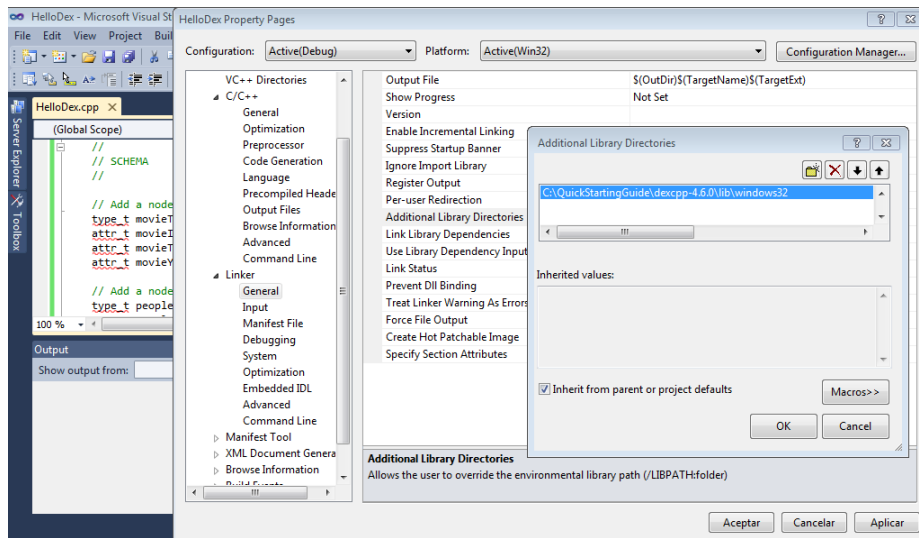 HelloDex - Microsoft Visual St
File Edit View Project Buil
Server Explorer
Toolbox
HelloDex.cpp
(Global Scope)
//
// SCHEMA
//
// Add a node
type_t movieT
attr_t movieI
attr_t movieT
attr_t movieY
// Add a node
type_t people
100 %
Output
Show output from:
HelloDex Property Pages
Configuration: Active(Debug) Platform: Active(Win32) Configuration Manager...
VC++ Directories
C/C++
General
Optimization
Preprocessor
Code Generation
Language
Precompiled Heade
Output Files
Browse Information
Advanced
Command Line
Linker
General
Input
Manifest File
Debugging
System
Optimization
Embedded IDL
Advanced
Command Line
Manifest Tool
XML Document Genera
Browse Information
Output File $(OutDir)$(TargetName)$(TargetExt)
Show Progress Not Set
Version
Enable Incremental Linking
Suppress Startup Banner
Ignore Import Library
Register Output
Per-user Redirection
Additional Library Directories
Link Library Dependencies
Use Library Dependency Input
Link Status
Prevent Dll Binding
Treat Linker Warning As Errors
Force File Output
Create Hot Patchable Image
Specify Section Attributes
Additional Library Directories
C:\QuickStartingGuide\dexcpp-4.6.0\lib\windows32
Inherited values:
Inherit from parent or project defaults
Macros>>
OK Cancel
Additional Library Directories
Allows the user to override the environmental library path (/LIBPATH:folder)
Aceptar Cancelar Aplicar